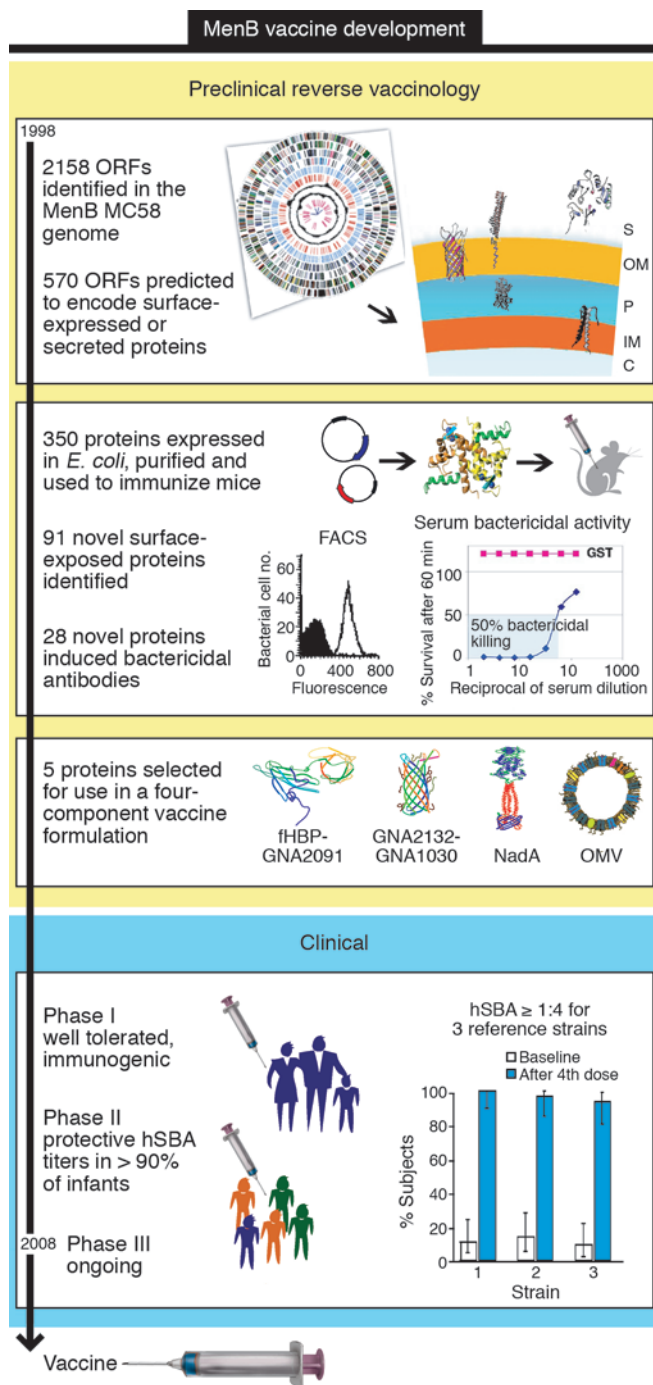 MenB vaccine development
Preclinical reverse vaccinology
1998
2158 ORFs
identified in the
MenB MC58
genome
570 ORFs predicted
to encode surface-
expressed or
secreted proteins
S
OM
P
IM
C
350 proteins expressed
in E. coli, purified and
used to immunize mice
91 novel surface-
exposed proteins
identified
28 novel proteins
induced bactericidal
antibodies
FACS
Bacterial cell no.
60
40
20
0
0 400 800
Fluorescence
Serum bactericidal activity
GST
% Survival after 60 min
100
50
0
50% bactericidal
killing
1 10 10 1000
Reciprocal of serum dilution
5 proteins selected
for use in a four-
component vaccine
formulation
fHBP-
GNA2091
GNA2132-
GNA1030
NadA
OMV
Clinical
Phase I
well tolerated,
immunogenic
Phase II
protective hSBA
titers in > 90%
of infants
2008
Phase III
ongoing
hSBA ≥ 1:4 for
3 reference strains
Baseline
After 4th dose
% Subjects
100
80
60
40
20
0
1 2 3
Strain
Vaccine